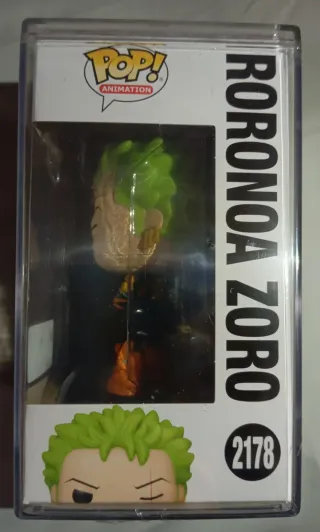 POP!
ANIMATION
RORONOA ZORO
2178